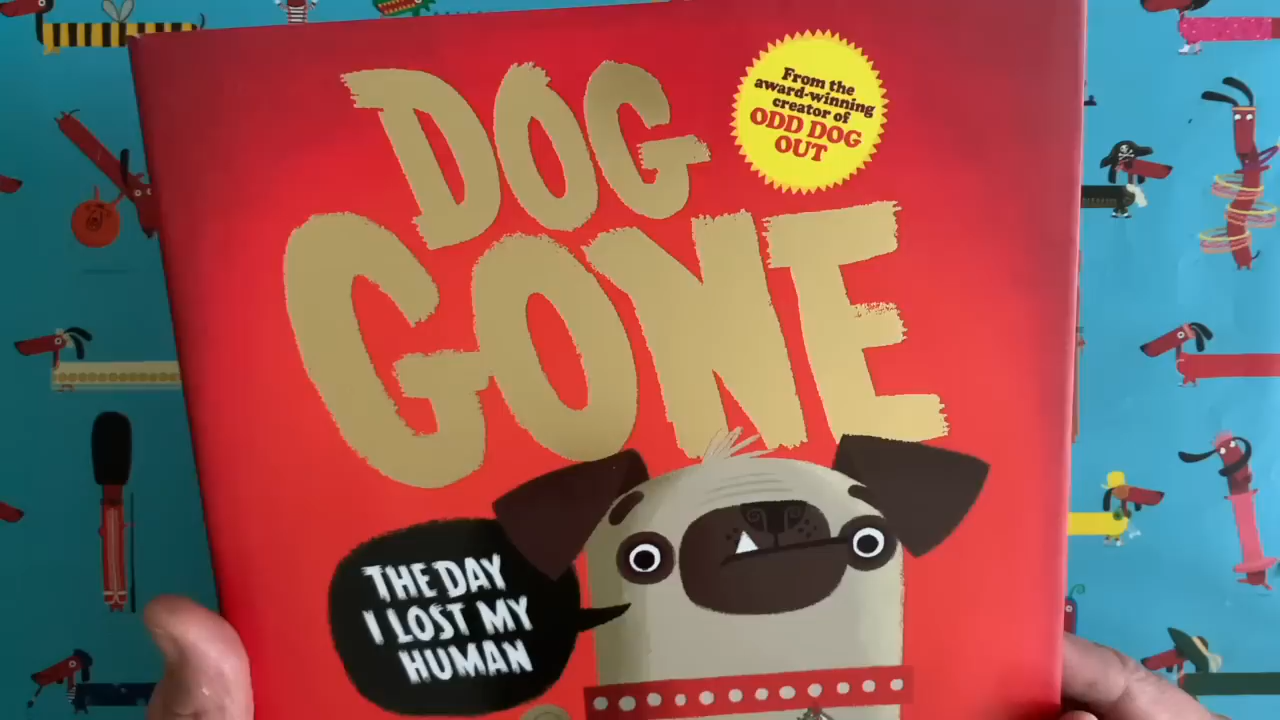 DOG
GONE
From the
award-winning
creator of
ODD DOG
OUT
THE DAY
I LOST MY
HUMAN